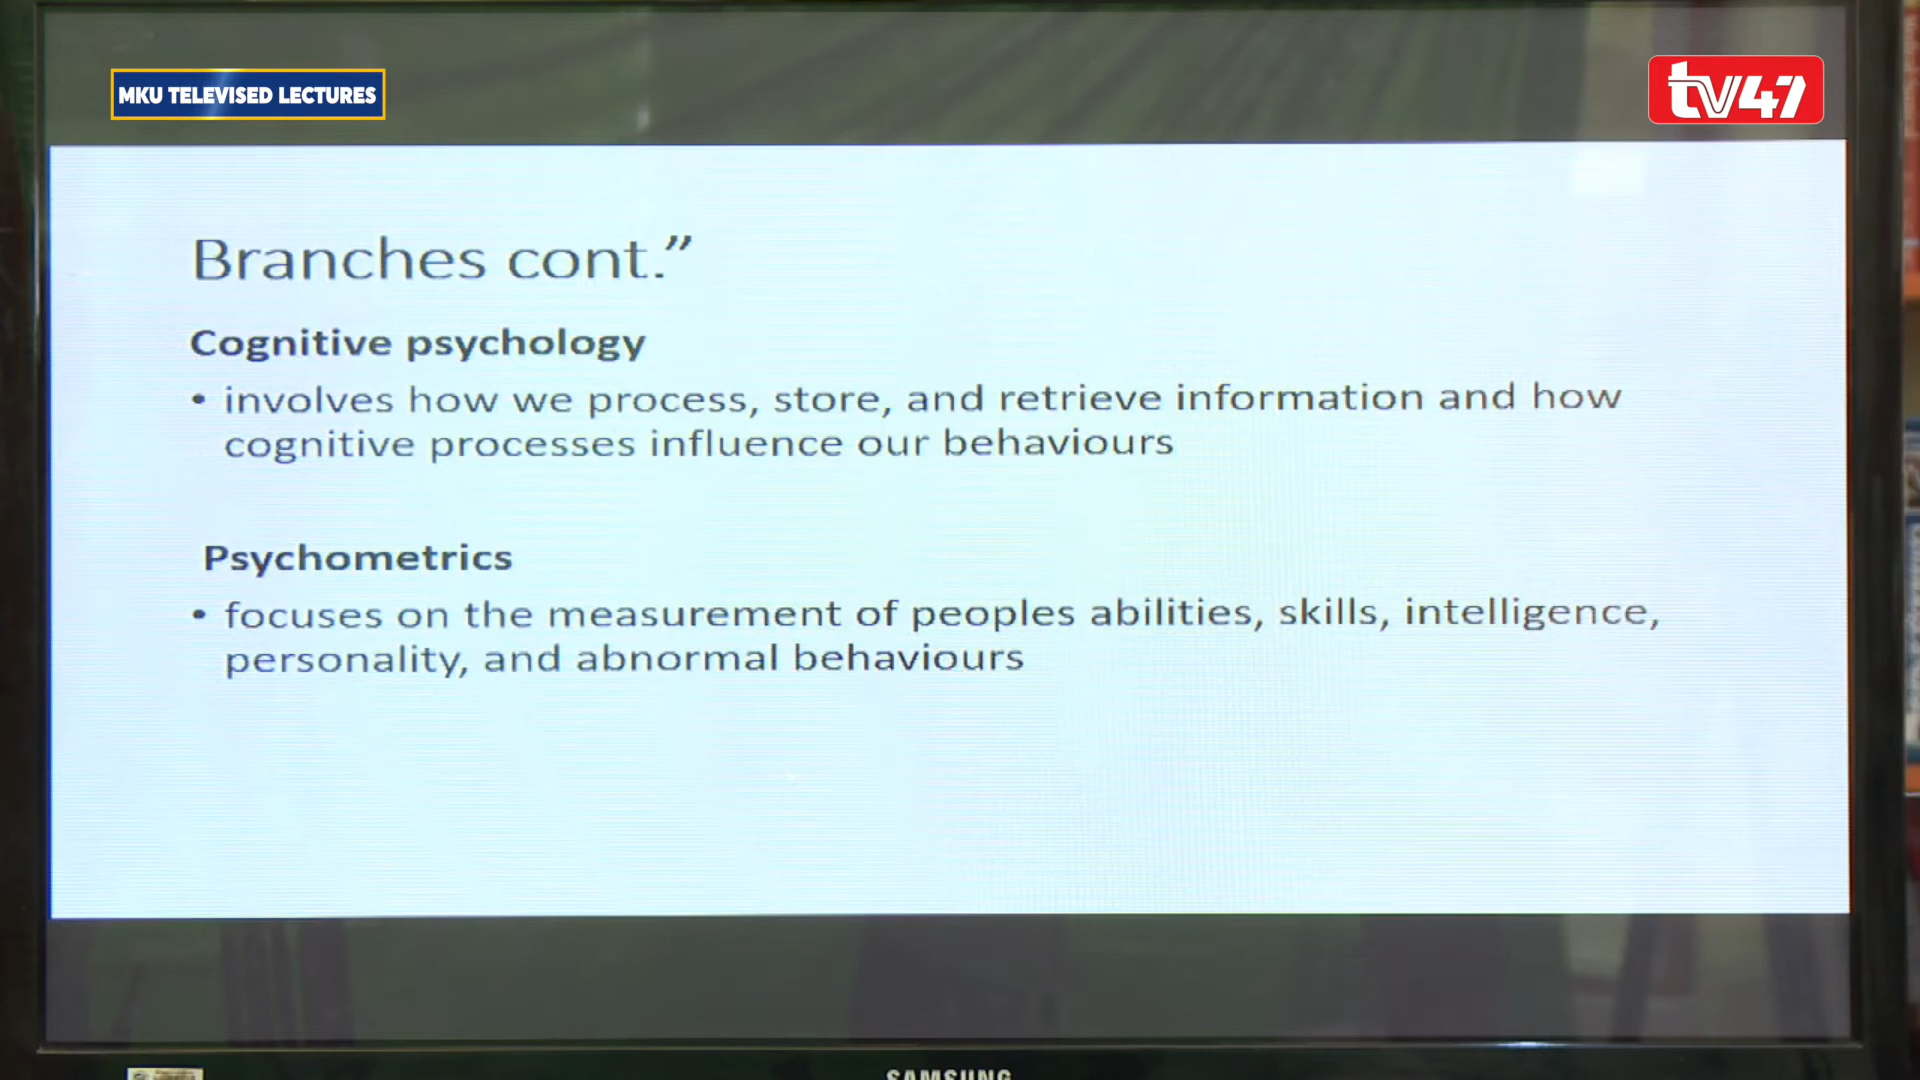 MKU TELEVISED LECTURES
tv47
Branches cont.”
Cognitive psychology
• involves how we process, store, and retrieve information and how
cognitive processes influence our behaviours
Psychometrics
• focuses on the measurement of peoples abilities, skills, intelligence,
personality, and abnormal behaviours
SAMSUNG